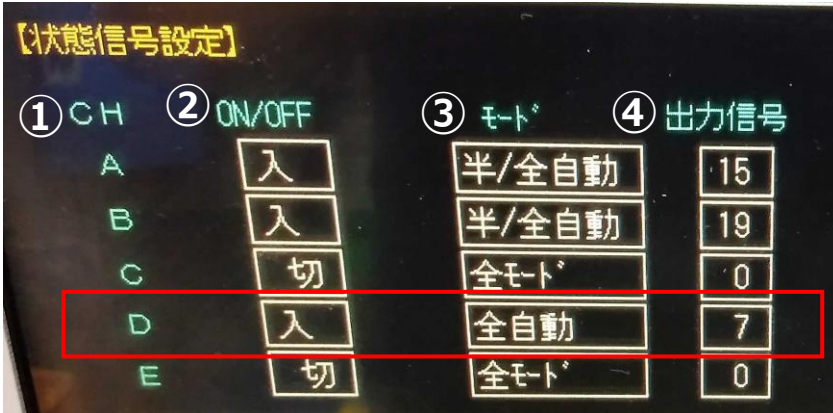 【状態信号設定】
①CH ②ON/OFF ③ﾓｰﾄﾞ ④出力信号
A 入 半/全自動 15
B 入 半/全自動 19
C 切 全ﾓｰﾄﾞ 0
D 入 全自動 7
E 切 全ﾓｰﾄﾞ 0